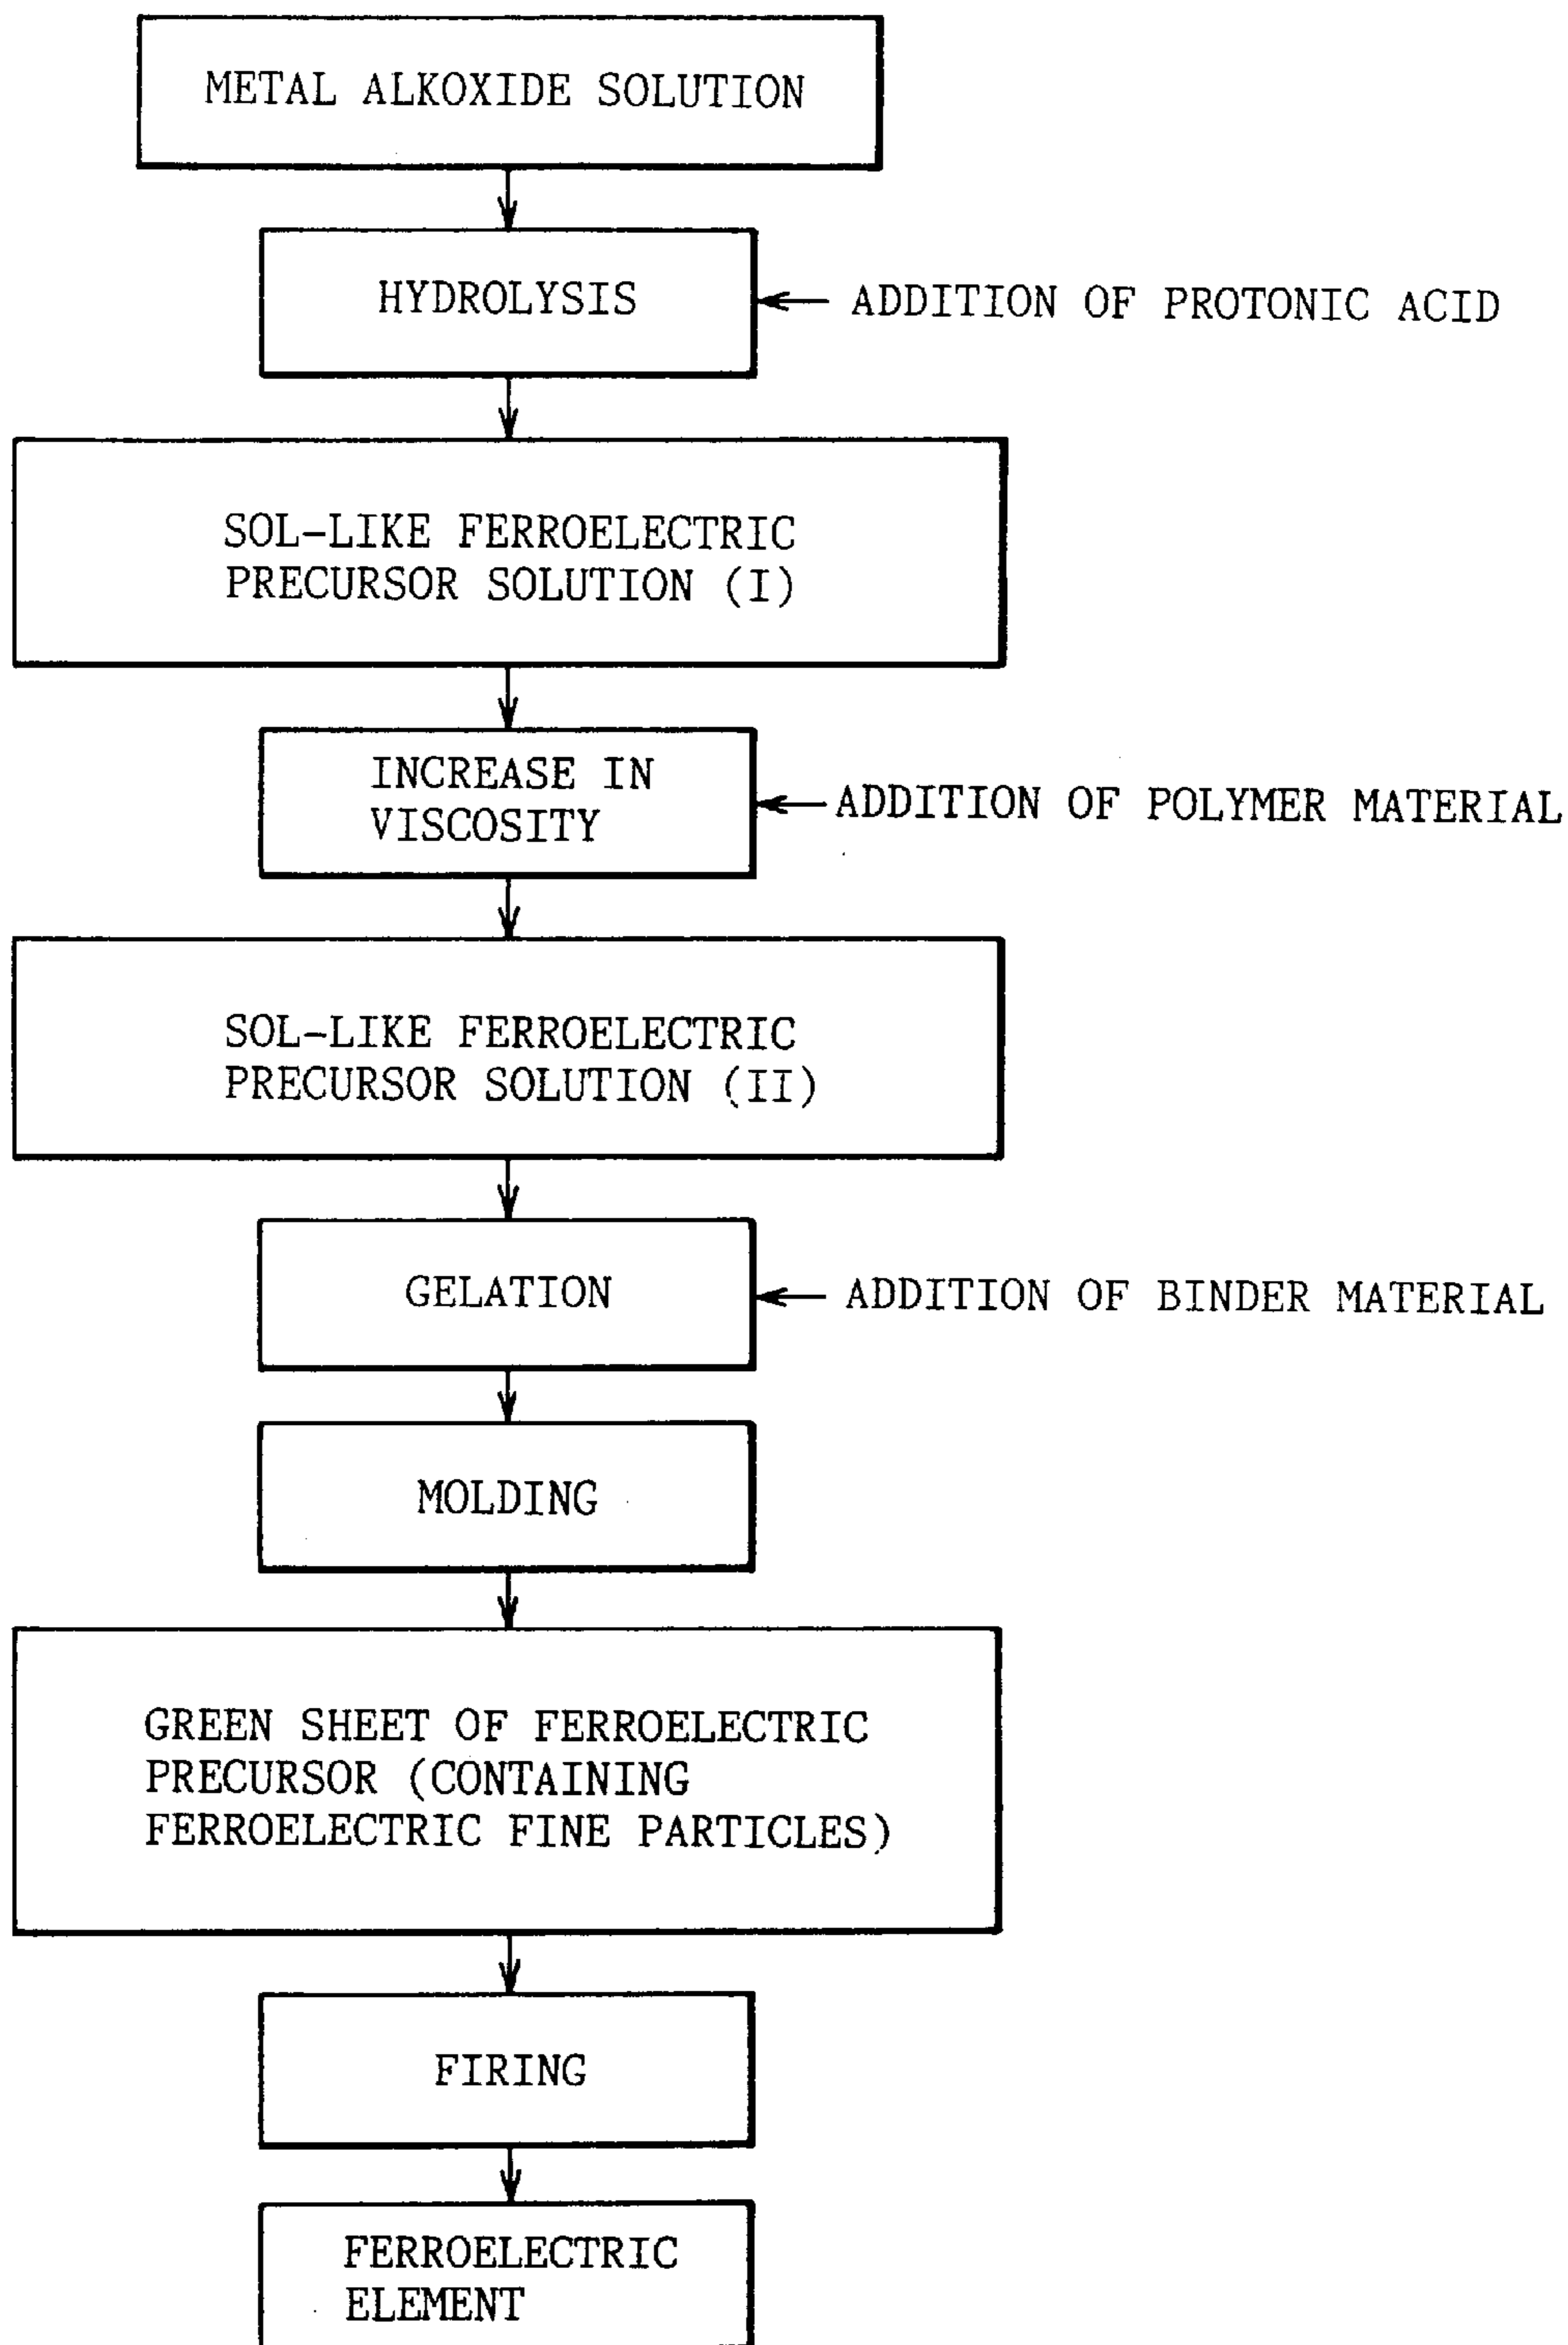 METAL ALKOXIDE SOLUTION
HYDROLYSIS
ADDITION OF PROTONIC ACID
SOL-LIKE FERROELECTRIC
PRECURSOR SOLUTION (I)
INCREASE IN
VISCOSITY
ADDITION OF POLYMER MATERIAL
SOL-LIKE FERROELECTRIC
PRECURSOR SOLUTION (II)
GELATION
ADDITION OF BINDER MATERIAL
MOLDING
GREEN SHEET OF FERROELECTRIC
PRECURSOR (CONTAINING
FERROELECTRIC FINE PARTICLES)
FIRING
FERROELECTRIC
ELEMENT